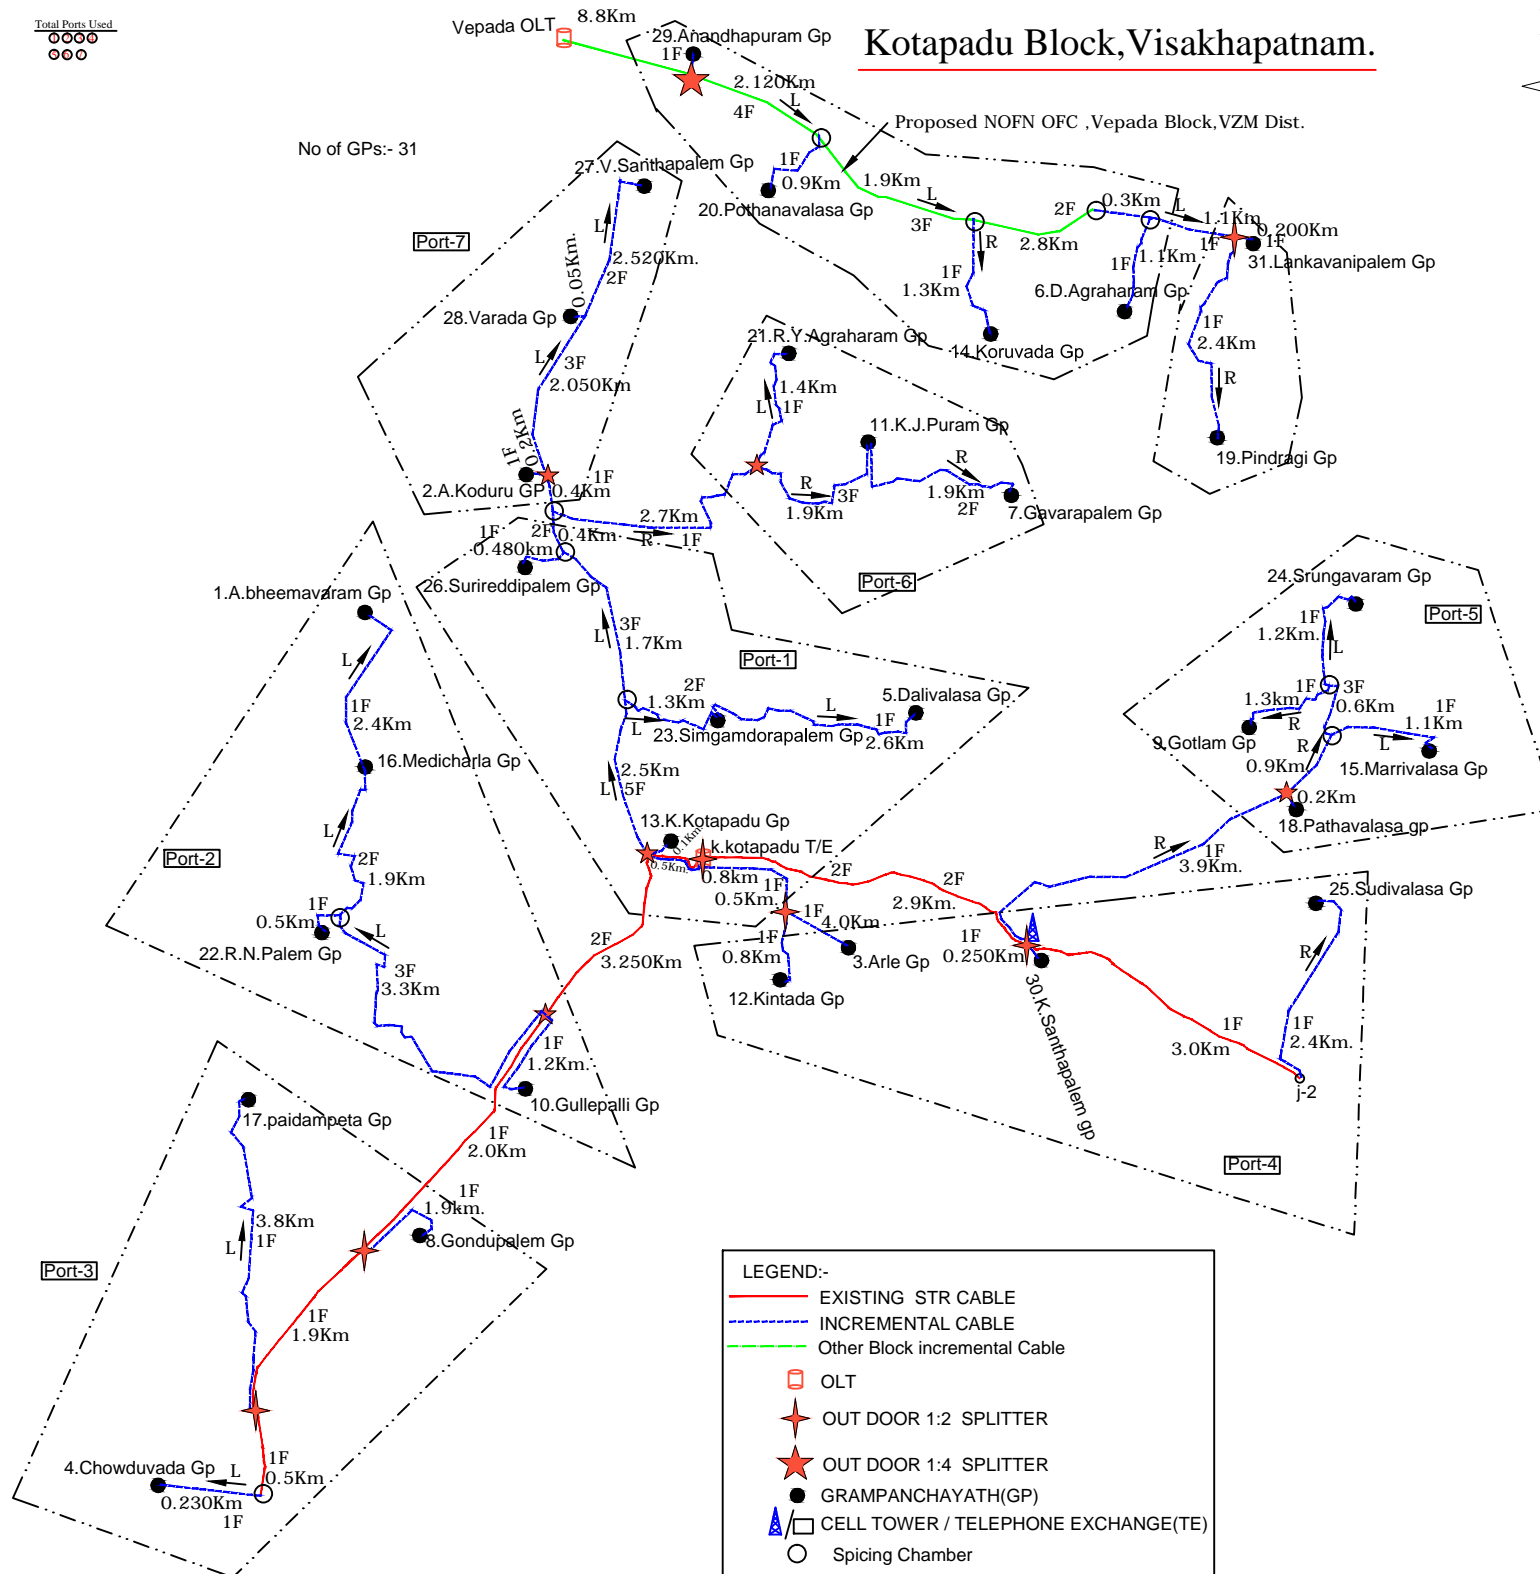 Total Ports Used
1 2 3 4
5 6 7
Vepada OLT
8.8Km
29.Anandhapuram Gp
1F
2.120Km
L
4F
Kotapadu Block,Visakhapatnam.
Proposed NOFN OFC ,Vepada Block,VZM Dist.
No of GPs:- 31
27.V.Santhapalem Gp
1F
0.9Km
20.Pothanavalasa Gp
1.9Km
L
3F
R
2.8Km
2F
0.3Km
L
1.1Km
1F
0.200Km
1F
31.Lankavanipalem Gp
1F
1.1Km
6.D.Agraharam Gp
1F
1.3Km
14.Koruvada Gp
1F
2.4Km
R
19.Pindragi Gp
Port-7
L
2.520Km.
2F
0.05Km.
28.Varada Gp
L
3F
2.050Km
1F
0.2Km
2.A.Koduru GP
1F
0.4Km
21.R.Y.Agraharam Gp
1.4Km
L
1F
11.K.J.Puram Gp
R
3F
1.9Km
R
1.9Km
2F
7.Gavarapalem Gp
2.7Km
R
1F
Port-6
1F
0.480km
2F
0.4Km
26.Surireddipalem Gp
1.A.bheemavaram Gp
L
1F
2.4Km
16.Medicharla Gp
L
3F
1.7Km
L
Port-1
2F
1.3Km
L
23.Simgamdorapalem Gp
L
5.Dalivalasa Gp
1F
2.6Km
24.Srungavaram Gp
Port-5
1F
1.2Km.
L
1F
1.3km
R
9.Gotlam Gp
3F
0.6Km
1F
1.1Km
L
15.Marrivalasa Gp
R
0.9Km
0.2Km
18.Pathavalasa gp
2.5Km
L
5F
13.K.Kotapadu Gp
0.1Km.
k.kotapadu T/E
0.5Km.
0.8km
Port-2
L
2F
1.9Km
1F
0.5Km
L
22.R.N.Palem Gp
3F
3.3Km
2F
3.250Km
1F
0.5Km.
1F
4.0Km
3.Arle Gp
1F
0.8Km
12.Kintada Gp
2F
2F
2.9Km.
R
3.9Km.
1F
0.250Km
30.K.Santhapalem gp
25.Sudivalasa Gp
R
1F
2.4Km.
1F
3.0Km
j-2
Port-4
1F
1.2Km.
10.Gullepalli Gp
17.paidampeta Gp
1F
2.0Km
1F
1.9km.
8.Gondupalem Gp
3.8Km
L
1F
Port-3
1F
1.9Km
4.Chowduvada Gp
L
1F
0.5Km
0.230Km
1F
LEGEND:-
EXISTING STR CABLE
INCREMENTAL CABLE
Other Block incremental Cable
OLT
OUT DOOR 1:2 SPLITTER
OUT DOOR 1:4 SPLITTER
GRAMPANCHAYATH(GP)
CELL TOWER / TELEPHONE EXCHANGE(TE)
Spicing Chamber